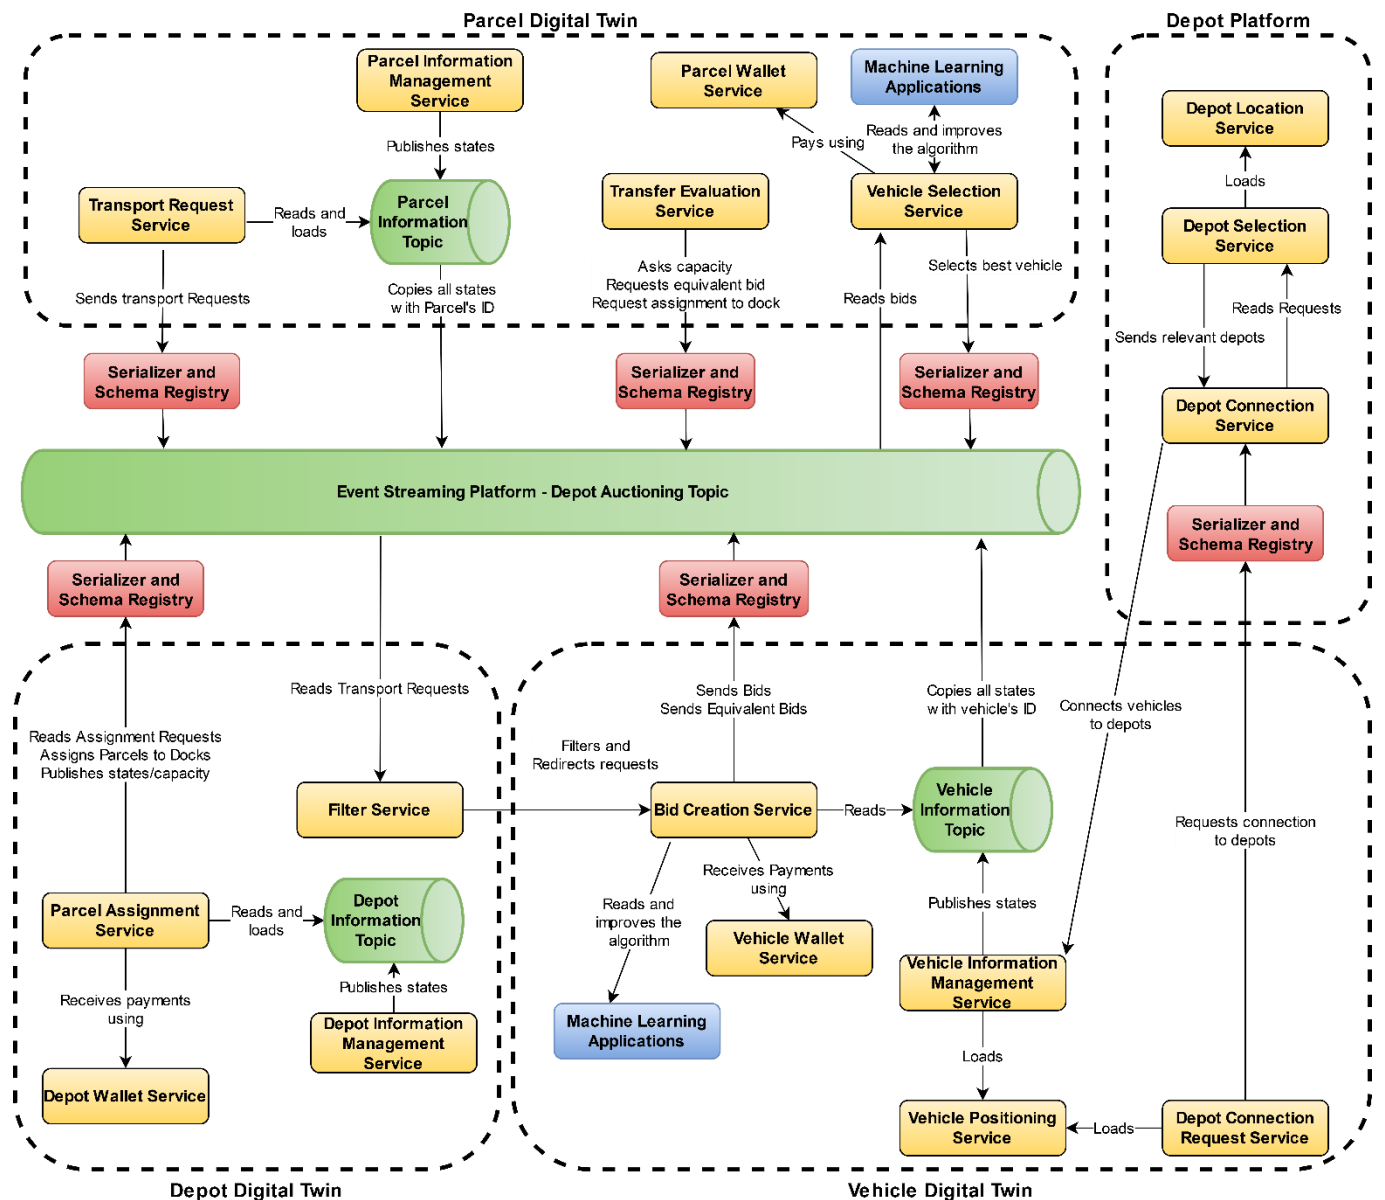 Parcel Digital Twin
Depot Platform
Parcel Information
Management
Service
Parcel Wallet
Service
Machine Learning
Applications
Depot Location
Service
Publishes states
Pays using
Reads and improves
the algorithm
Loads
Transport Request
Service
Reads and
loads
Parcel
Information
Topic
Transfer Evaluation
Service
Vehicle Selection
Service
Depot Selection
Service
Sends transport Requests
Copies all states
with Parcel's ID
Asks capacity
Requests equivalent bid
Request assignment to dock
Reads bids
Selects best vehicle
Reads Requests
Sends relevant depots
Serializer and
Schema Registry
Serializer and
Schema Registry
Serializer and
Schema Registry
Depot Connection
Service
Event Streaming Platform - Depot Auctioning Topic
Serializer and
Schema Registry
Serializer and
Schema Registry
Serializer and
Schema Registry
Reads Transport Requests
Sends Bids
Sends Equivalent Bids
Copies all states
with vehicle's ID
Connects vehicles
to depots
Reads Assignment Requests
Assigns Parcels to Docks
Publishes states/capacity
Filters and
Redirects requests
Filter Service
Bid Creation Service
Reads
Vehicle
Information
Topic
Requests connection
to depots
Parcel Assignment
Service
Reads and
loads
Depot
Information
Topic
Reads and
improves the
algorithm
Receives Payments
using
Publishes states
Vehicle Wallet
Service
Vehicle Information
Management
Service
Receives payments
using
Publishes states
Depot Information
Management
Service
Machine Learning
Applications
Loads
Depot Wallet Service
Vehicle Positioning
Service
Loads
Depot Connection
Request Service
Depot Digital Twin
Vehicle Digital Twin